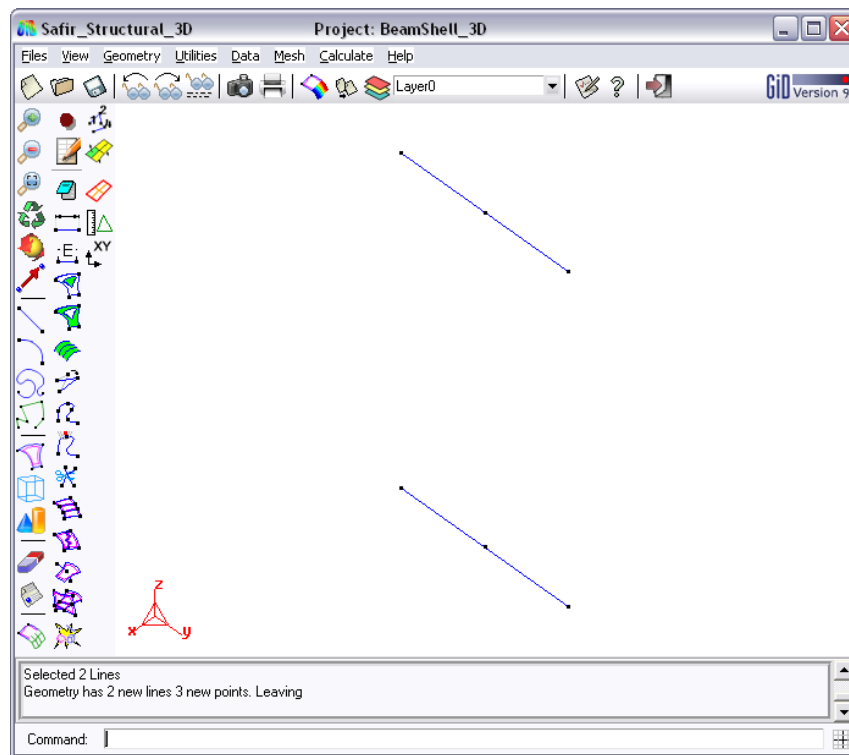 Safir_Structural_3D Project: BeamShell_3D
Files View Geometry Utilities Data Mesh Calculate Help
Layer0
GiD Version 9
2
E
XY
z
x
y
Selected 2 Lines
Geometry has 2 new lines 3 new points. Leaving
Command: